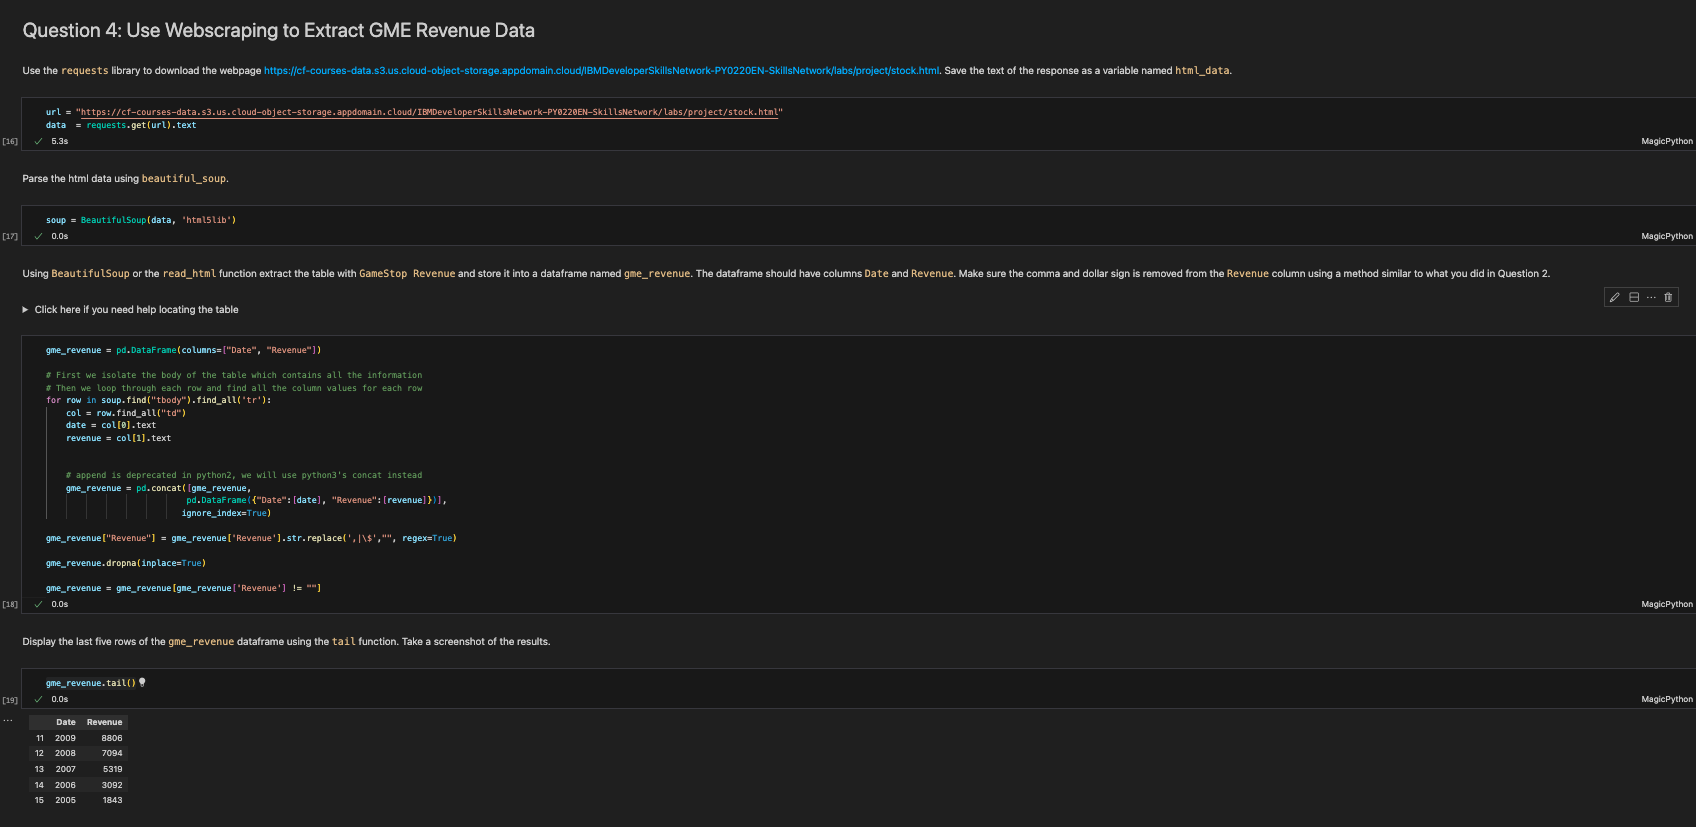 Question 4: Use Webscraping to Extract GME Revenue Data
Use the requests library to download the webpage https://cf-courses-data.s3.us.cloud-object-storage.appdomain.cloud/IBMDeveloperSkillsNetwork-PY0220EN-SkillsNetwork/labs/project/stock.html. Save the text of the response as a variable named html_data.
url = "https://cf-courses-data.s3.us.cloud-object-storage.appdomain.cloud/IBMDeveloperSkillsNetwork-PY0220EN-SkillsNetwork/labs/project/stock.html"
data  = requests.get(url).text
[16] ✓ 5.3s MagicPython
Parse the html data using beautiful_soup.
soup = BeautifulSoup(data, 'html5lib')
[17] ✓ 0.0s MagicPython
Using BeautifulSoup or the read_html function extract the table with GameStop Revenue and store it into a dataframe named gme_revenue. The dataframe should have columns Date and Revenue. Make sure the comma and dollar sign is removed from the Revenue column using a method similar to what you did in Question 2.
Click here if you need help locating the table
gme_revenue = pd.DataFrame(columns=["Date", "Revenue"])
# First we isolate the body of the table which contains all the information
# Then we loop through each row and find all the column values for each row
for row in soup.find("tbody").find_all('tr'):
    col = row.find_all("td")
    date = col[0].text
    revenue = col[1].text
    # append is deprecated in python2, we will use python3's concat instead
    gme_revenue = pd.concat([gme_revenue,
                            pd.DataFrame({"Date":[date], "Revenue":[revenue]})],
                           ignore_index=True)
gme_revenue["Revenue"] = gme_revenue['Revenue'].str.replace(',|\$',"", regex=True)
gme_revenue.dropna(inplace=True)
gme_revenue = gme_revenue[gme_revenue['Revenue'] != ""]
[18] ✓ 0.0s MagicPython
Display the last five rows of the gme_revenue dataframe using the tail function. Take a screenshot of the results.
gme_revenue.tail()
[19] ✓ 0.0s MagicPython
Date Revenue
11 2009 8806
12 2008 7094
13 2007 5319
14 2006 3092
15 2005 1843